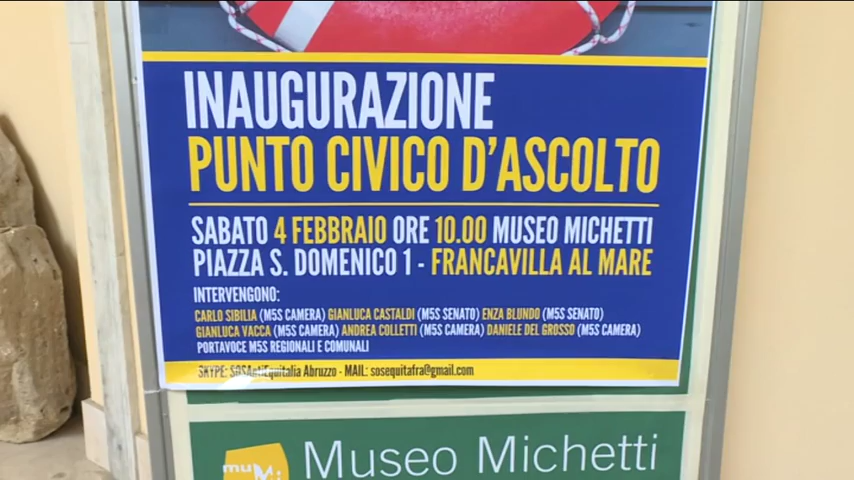 INAUGURAZIONE
PUNTO CIVICO D'ASCOLTO
SABATO 4 FEBBRAIO ORE 10.00 MUSEO MICHETTI
PIAZZA S. DOMENICO 1 - FRANCAVILLA AL MARE
INTERVENGONO:
CARLO SIBILIA (M5S CAMERA) GIANLUCA CASTALDI (M5S SENATO) ENZA BLUNDO (M5S SENATO)
GIANLUCA VACCA (M5S CAMERA) ANDREA COLLETTI (M5S CAMERA) DANIELE DEL GROSSO (M5S CAMERA)
PORTAVOCE M5S REGIONALI E COMUNALI
SKYPE: SOSAntiEquitalia Abruzzo - MAIL: sosequitafra@gmail.com
muMi
Museo Michetti